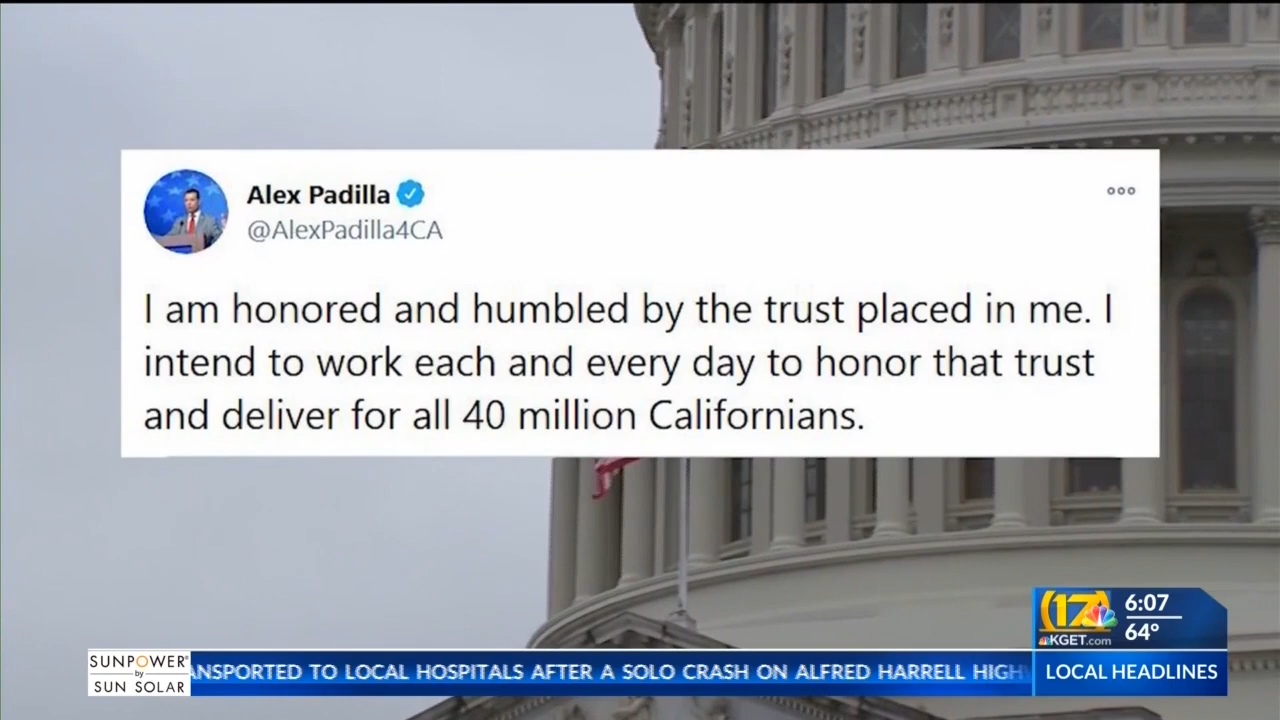 Alex Padilla
@AlexPadilla4CA
I am honored and humbled by the trust placed in me. I
intend to work each and every day to honor that trust
and deliver for all 40 million Californians.
17
KGET.com
6:07
64°
SUNPOWER®
by
SUN SOLAR
TO LOCAL HOSPITALS AFTER A SOLO CRASH ON ALFRED HARRELL
LOCAL HEADLINES